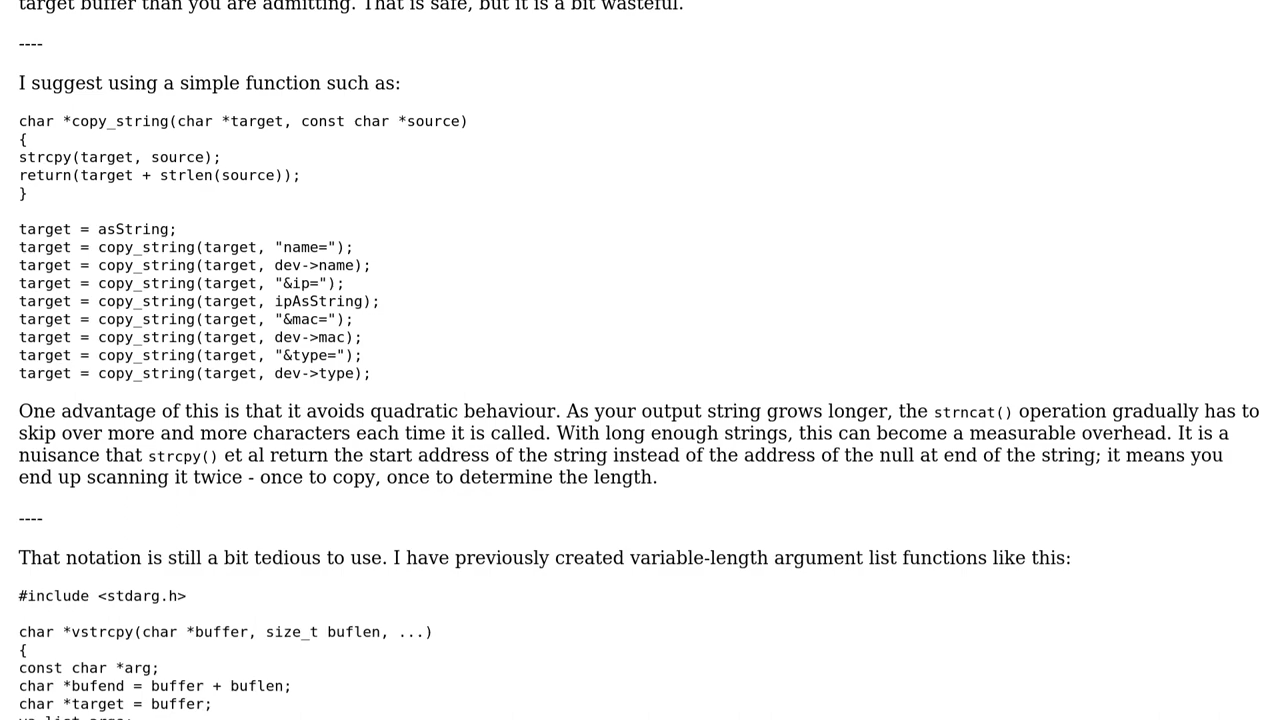 target buffer than you are admitting. That is safe, but it is a bit wasteful.
----
I suggest using a simple function such as:
char *copy_string(char *target, const char *source)
{
strcpy(target, source);
return(target + strlen(source));
}
target = asString;
target = copy_string(target, "name=");
target = copy_string(target, dev->name);
target = copy_string(target, "&ip=");
target = copy_string(target, ipAsString);
target = copy_string(target, "&mac=");
target = copy_string(target, dev->mac);
target = copy_string(target, "&type=");
target = copy_string(target, dev->type);
One advantage of this is that it avoids quadratic behaviour. As your output string grows longer, the strncat() operation gradually has to
skip over more and more characters each time it is called. With long enough strings, this can become a measurable overhead. It is a
nuisance that strcpy() et al return the start address of the string instead of the address of the null at end of the string; it means you
end up scanning it twice - once to copy, once to determine the length.
----
That notation is still a bit tedious to use. I have previously created variable-length argument list functions like this:
#include <stdarg.h>
char *vstrcpy(char *buffer, size_t buflen, ...)
{
const char *arg;
char *bufend = buffer + buflen;
char *target = buffer;
va_list args;